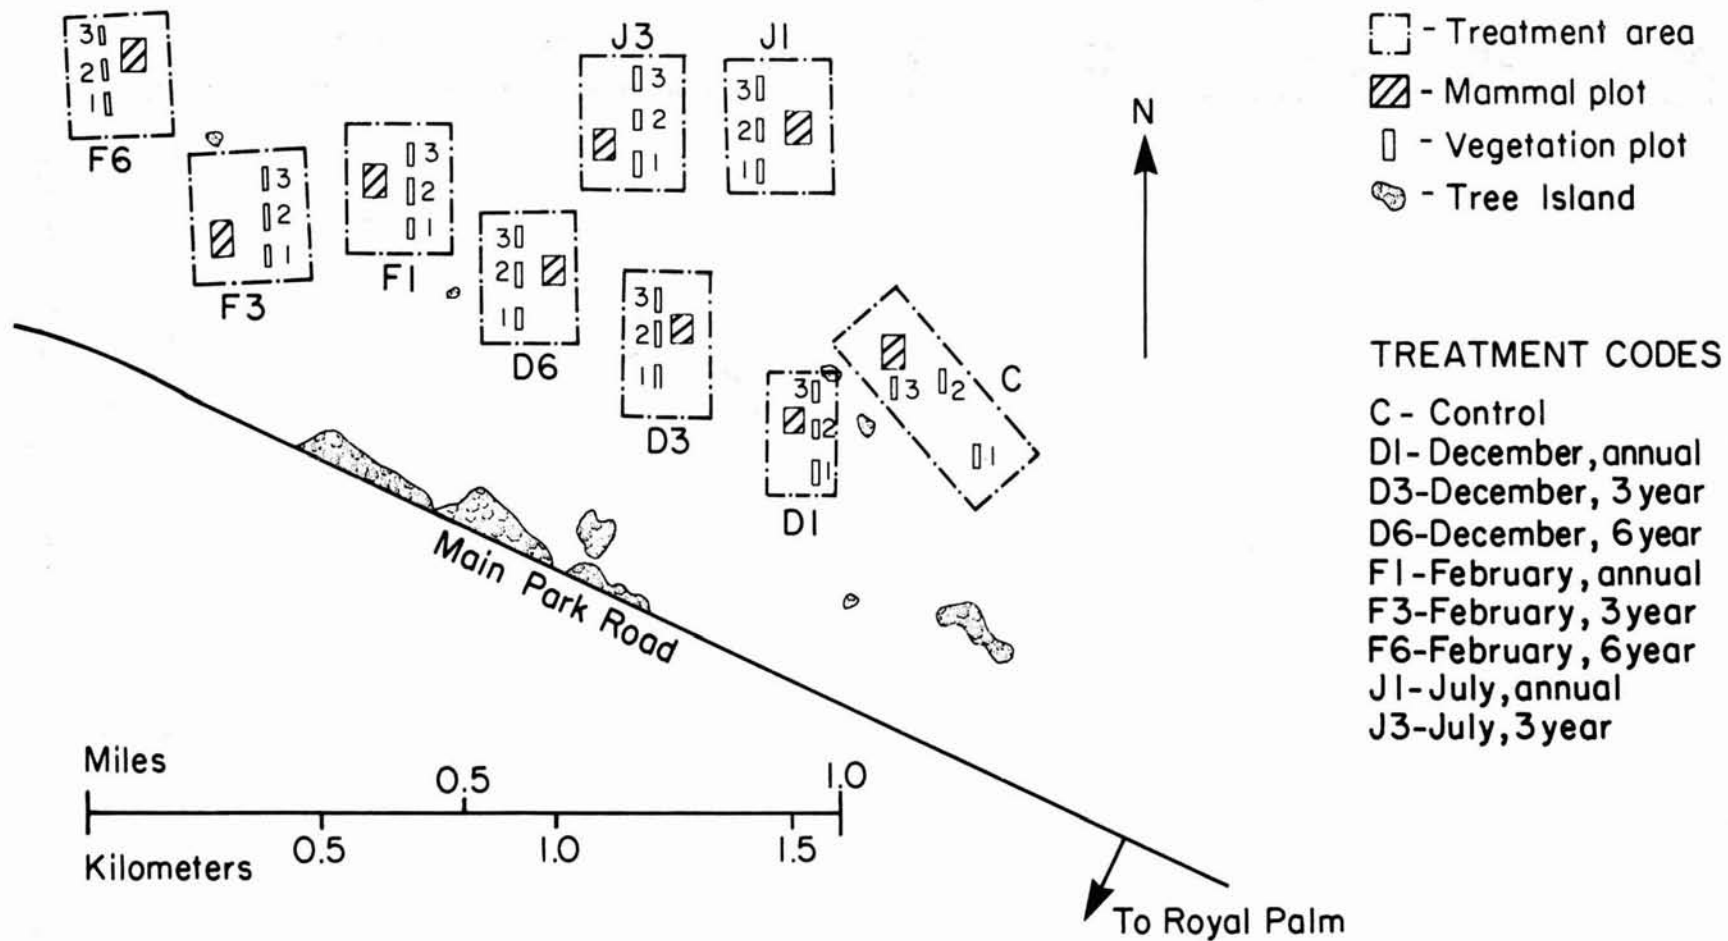 3
2
1
F6
3
2
1
F3
3
2
1
F1
3
2
1
D6
J3
3
2
1
J1
3
2
1
3
2
1
D3
3
2
1
D1
3
2
1
C
N
Main Park Road
To Royal Palm
Miles
0.5
1.0
0.5
1.0
1.5
Kilometers
- Treatment area
- Mammal plot
- Vegetation plot
- Tree Island
TREATMENT CODES
C - Control
D1-December, annual
D3-December, 3 year
D6-December, 6 year
F1-February, annual
F3-February, 3 year
F6-February, 6 year
J1-July, annual
J3-July, 3 year